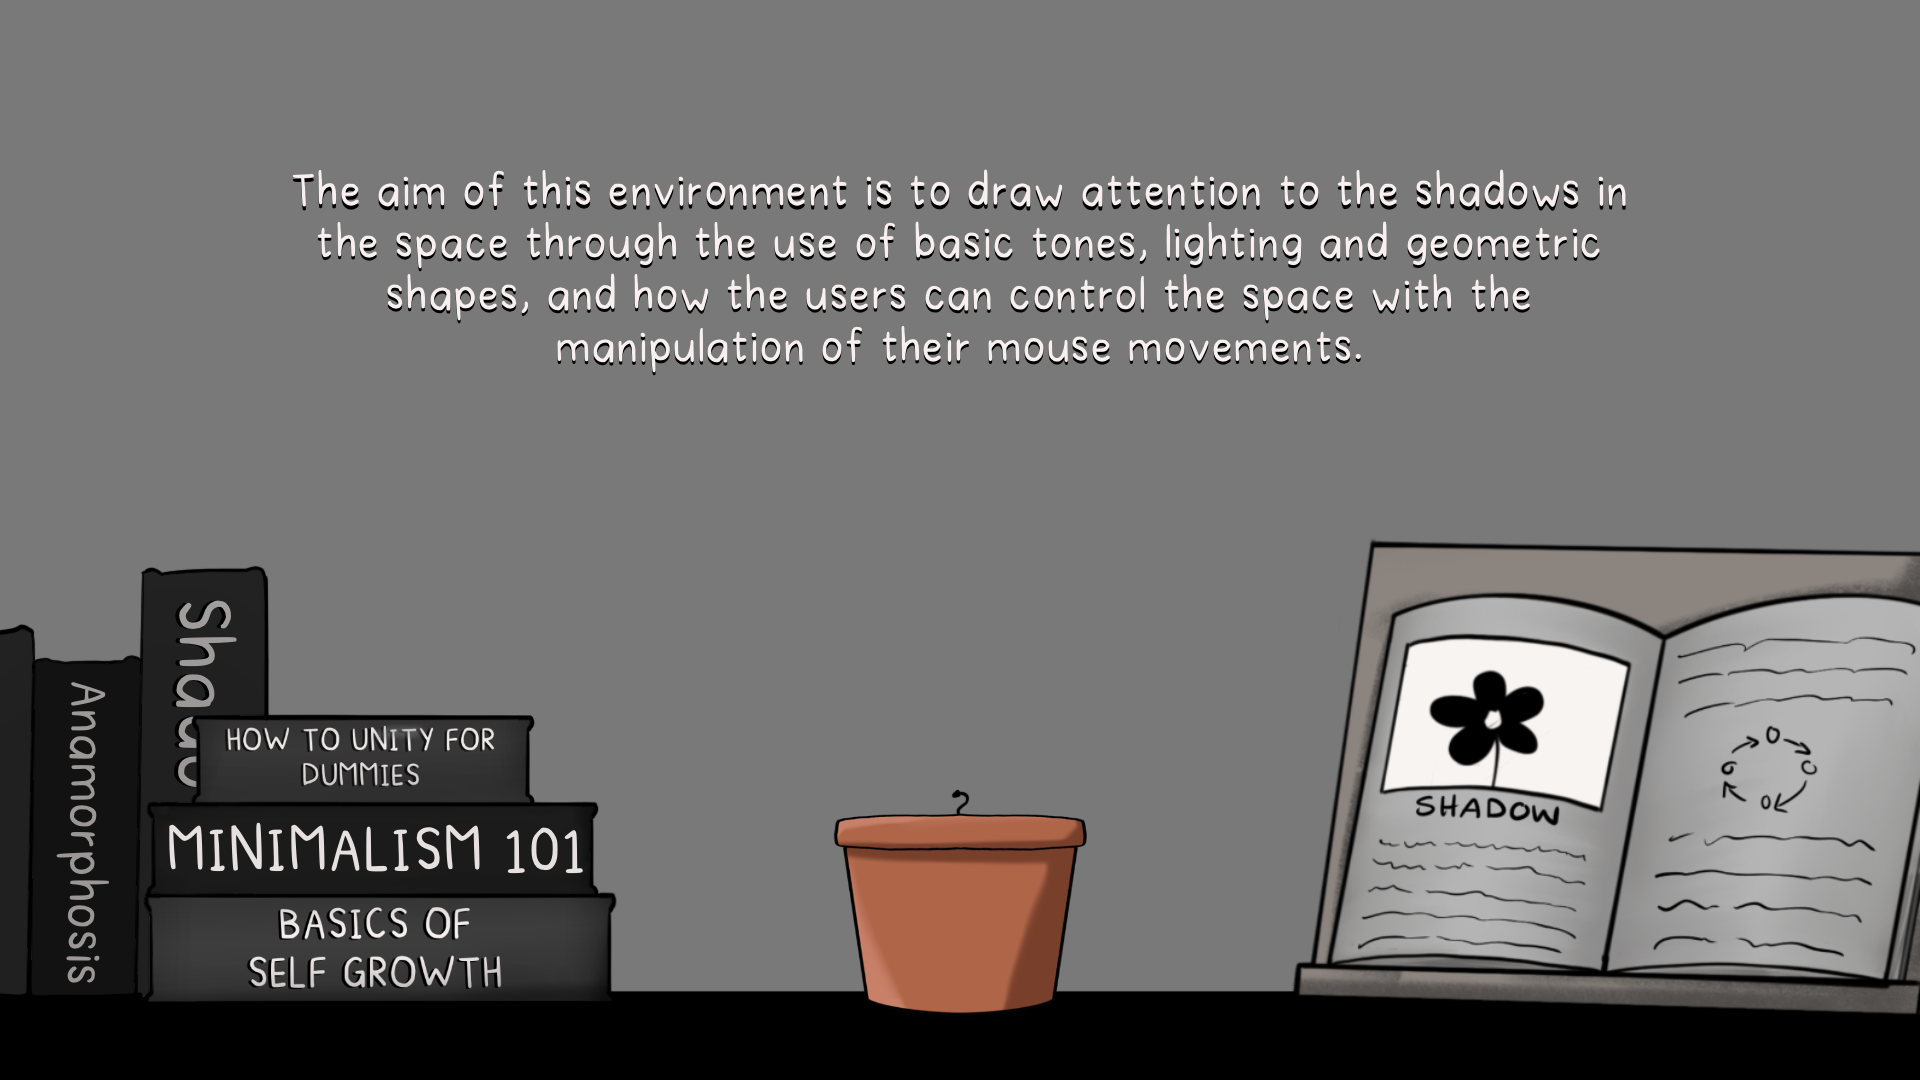 The aim of this environment is to draw attention to the shadows in
the space through the use of basic tones, lighting and geometric
shapes, and how the users can control the space with the
manipulation of their mouse movements.
Anamorphosis
Shado
HOW TO UNITY FOR
DUMMIES
MINIMALISM 101
BASICS OF
SELF GROWTH
SHADOW